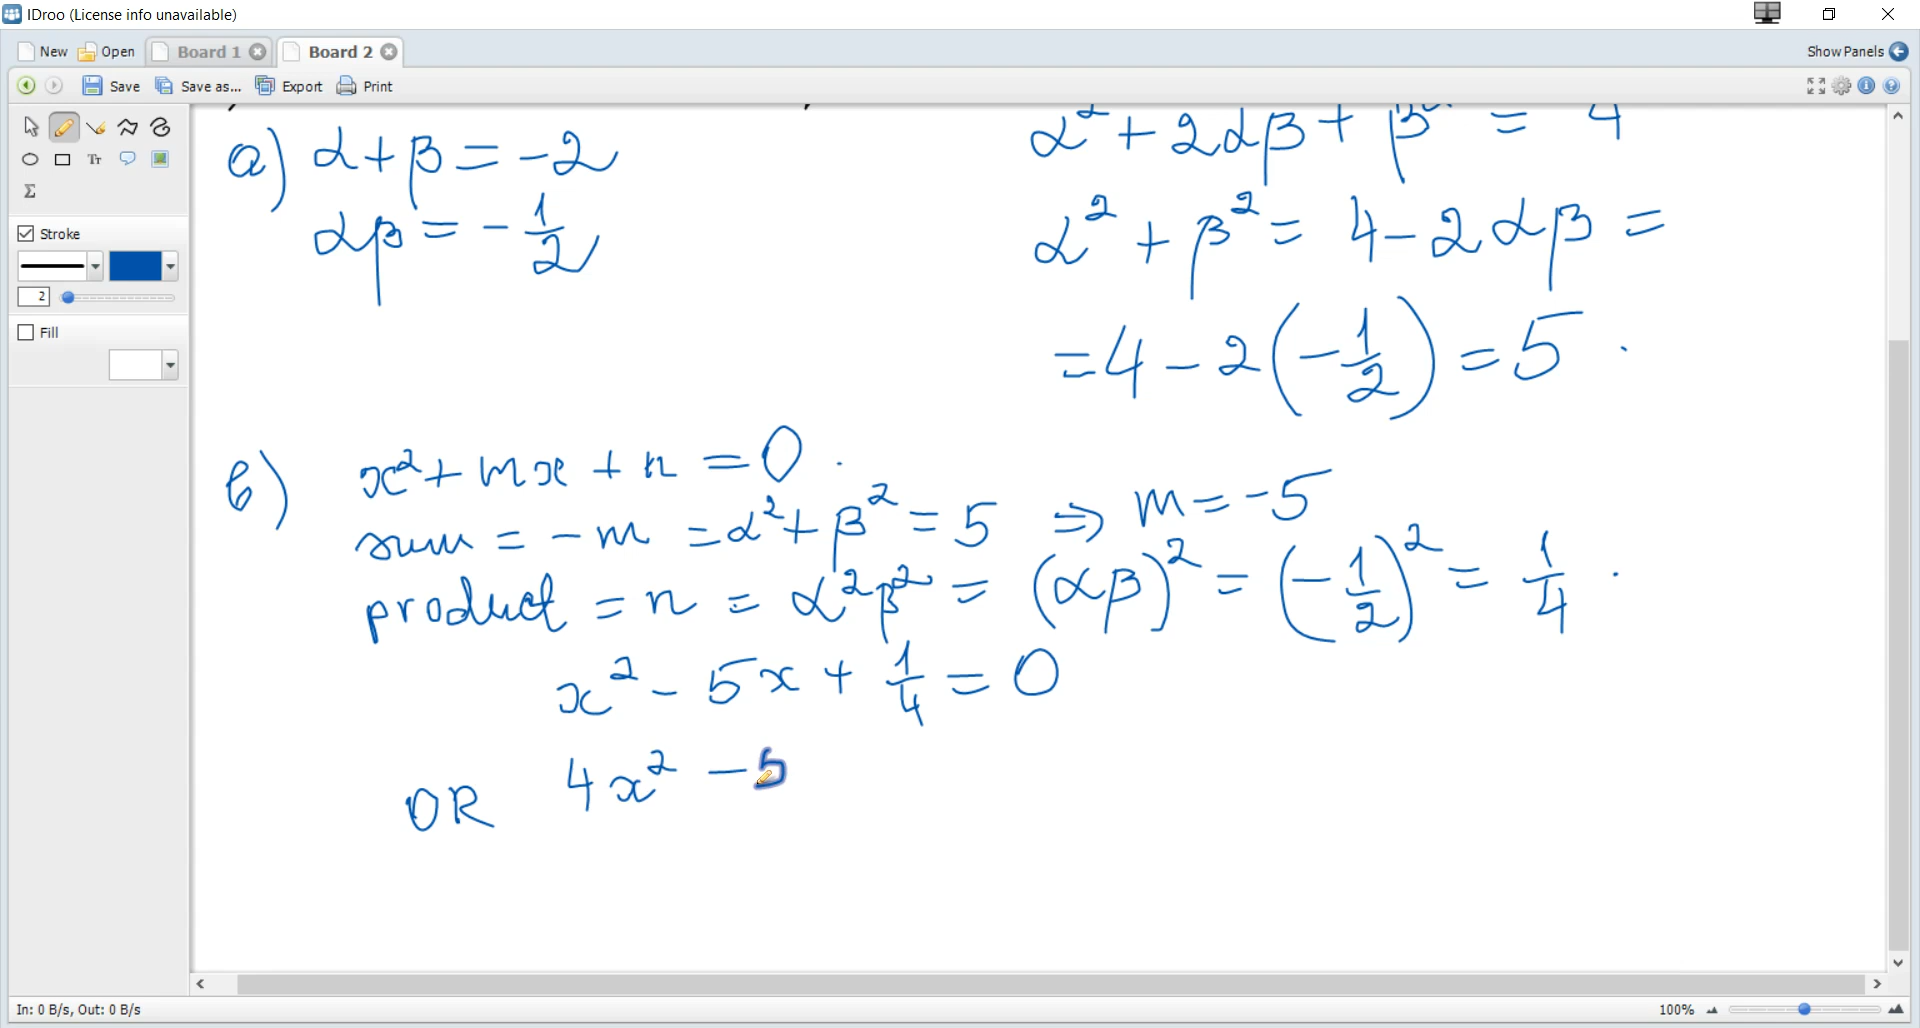 IDroo (License info unavailable)
New Open Board 1 Board 2 Show Panels
Save Save as... Export Print
Stroke
2
Fill
a) α+β = -2
αβ = -1/2
α² + 2αβ + β² = 4
α² + β² = 4 - 2αβ =
= 4 - 2(-1/2) = 5 .
b) x² + mx + n = 0 .
sum = -m = α² + β² = 5 ⇒ m = -5
product = n = α²β² = (αβ)² = (-1/2)² = 1/4 .
x² - 5x + 1/4 = 0
OR 4x² - 5
In: 0 B/s, Out: 0 B/s 100%